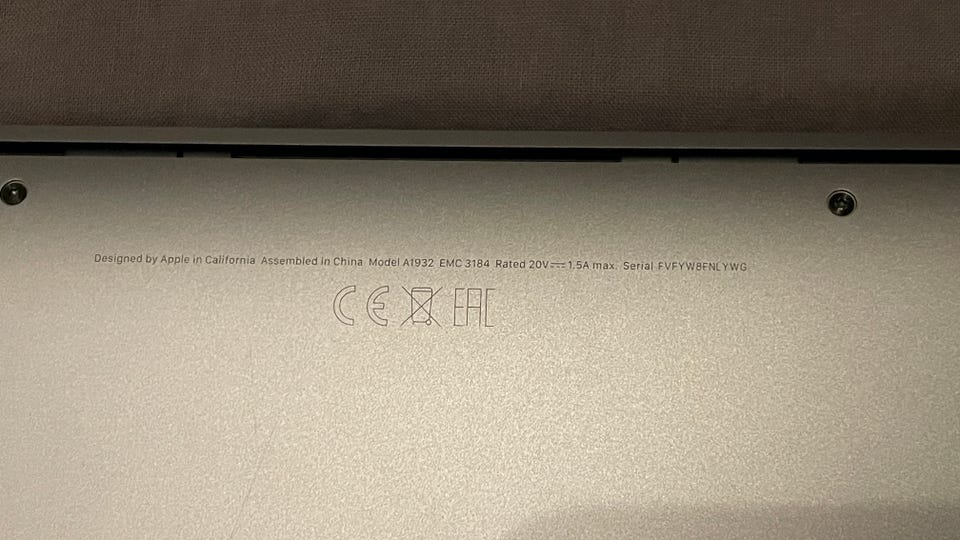 Designed by Apple in California Assembled in China Model A1932 EMC 3184 Rated 20V⎓1.5A max. Serial FVFYW8FNLYWG
CE EAC